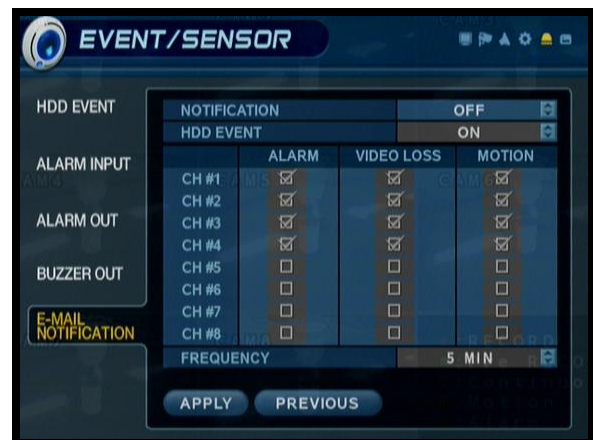 EVENT/SENSOR
HDD EVENT
ALARM INPUT
ALARM OUT
BUZZER OUT
E-MAIL
NOTIFICATION
NOTIFICATION OFF
HDD EVENT ON
ALARM VIDEO LOSS MOTION
CH #1
CH #2
CH #3
CH #4
CH #5
CH #6
CH #7
CH #8
FREQUENCY 5 MIN
APPLY PREVIOUS